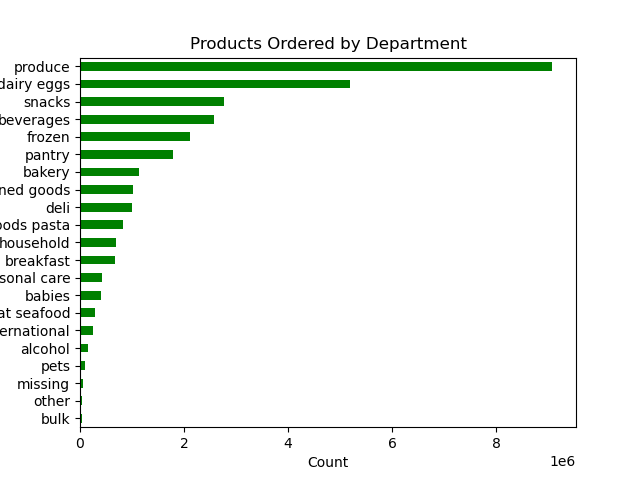 Products Ordered by Department
produce
dairy eggs
snacks
beverages
frozen
pantry
bakery
ned goods
deli
oods pasta
household
breakfast
sonal care
babies
at seafood
ernational
alcohol
pets
missing
other
bulk
0 2 4 6 8
1e6
Count